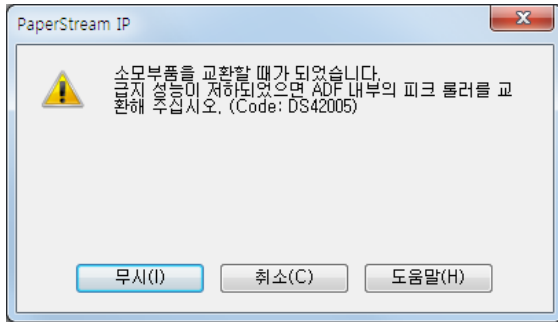 PaperStream IP
소모부품을 교환할 때가 되었습니다.
급지 성능이 저하되었으면 ADF 내부의 피크 롤러를 교
환해 주십시오. (Code: DS42005)
무시(I)
취소(C)
도움말(H)